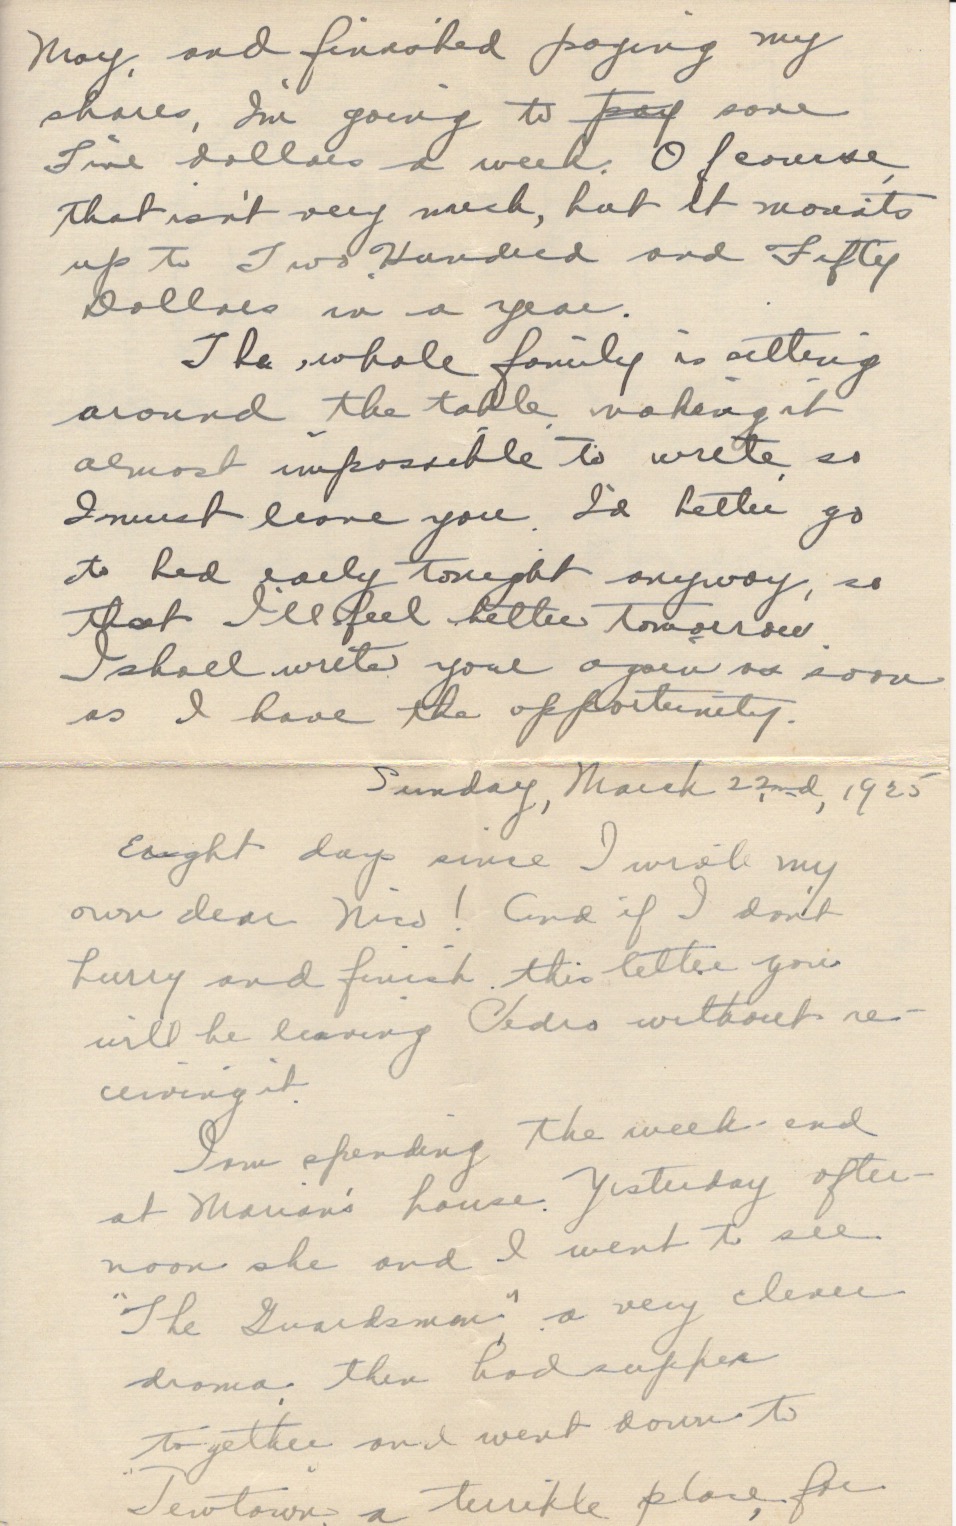 May, and finished paying my
shares, I'm going to pay save
Five dollars a week. Of course,
that isn't very much, but it mounts
up to Two Hundred and Fifty
Dollars in a year.
The whole family is sitting
around the table, making it
almost impossible to write, so
I must leave you. I'd better go
to bed early tonight anyway, so
that I'll feel better tomorrow.
I shall write your again as soon
as I have the opportunity.
Sunday, March 22nd, 1925
Eight days since I wrote my
own dear Nico! And if I don't
hurry and finish this letter you
will be leaving Pedro without re-
ceiving it.
I am spending the week-end
at Marian's house. Yesterday after-
noon she and I went to see
"The Guardsman", a very clever
drama, then had supper
together and went down to
"Jewtown" a terrible place, for